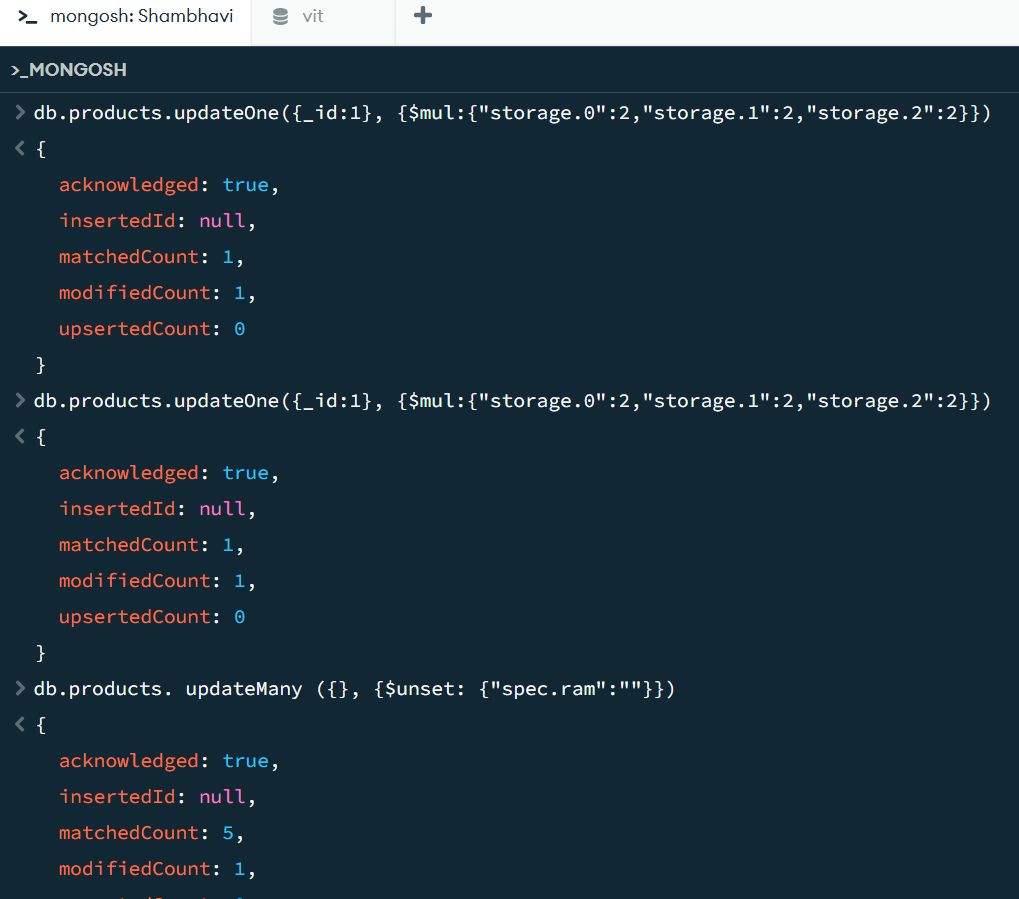 >_ mongosh: Shambhavi
vit
+
>_MONGOSH
> db.products.updateOne({_id:1}, {$mul:{"storage.0":2,"storage.1":2,"storage.2":2}})
< {
acknowledged: true,
insertedId: null,
matchedCount: 1,
modifiedCount: 1,
upsertedCount: 0
}
> db.products.updateOne({_id:1}, {$mul:{"storage.0":2,"storage.1":2,"storage.2":2}})
< {
acknowledged: true,
insertedId: null,
matchedCount: 1,
modifiedCount: 1,
upsertedCount: 0
}
> db.products. updateMany ({}, {$unset: {"spec.ram":""}})
< {
acknowledged: true,
insertedId: null,
matchedCount: 5,
modifiedCount: 1,